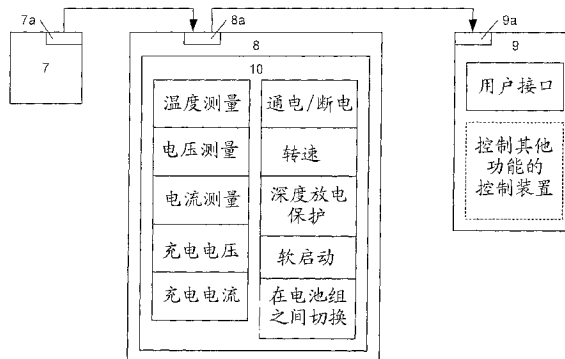 7a
8a
9a
7
8
9
10
温度测量
电压测量
电流测量
充电电压
充电电流
通电/断电
转速
深度放电
保护
软启动
在电池组
之间切换
用户接口
控制其他
功能的
控制装置